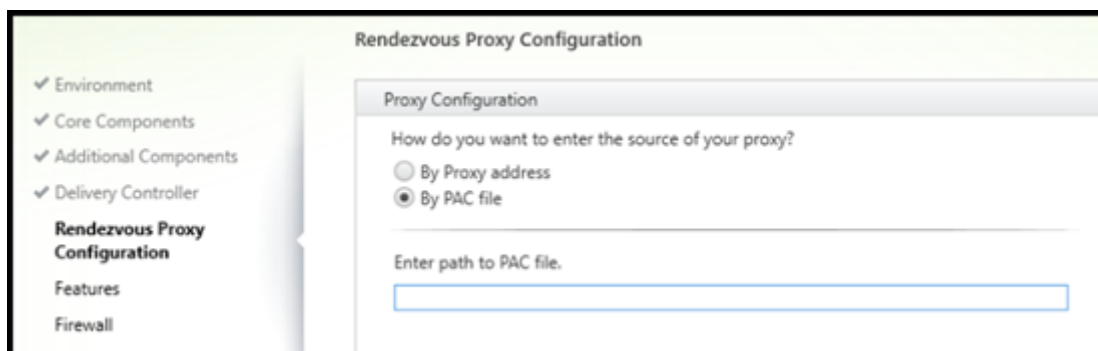 Rendezvous Proxy Configuration
Environment
Core Components
Additional Components
Delivery Controller
Rendezvous Proxy
Configuration
Features
Firewall
Proxy Configuration
How do you want to enter the source of your proxy?
By Proxy address
By PAC file
Enter path to PAC file.